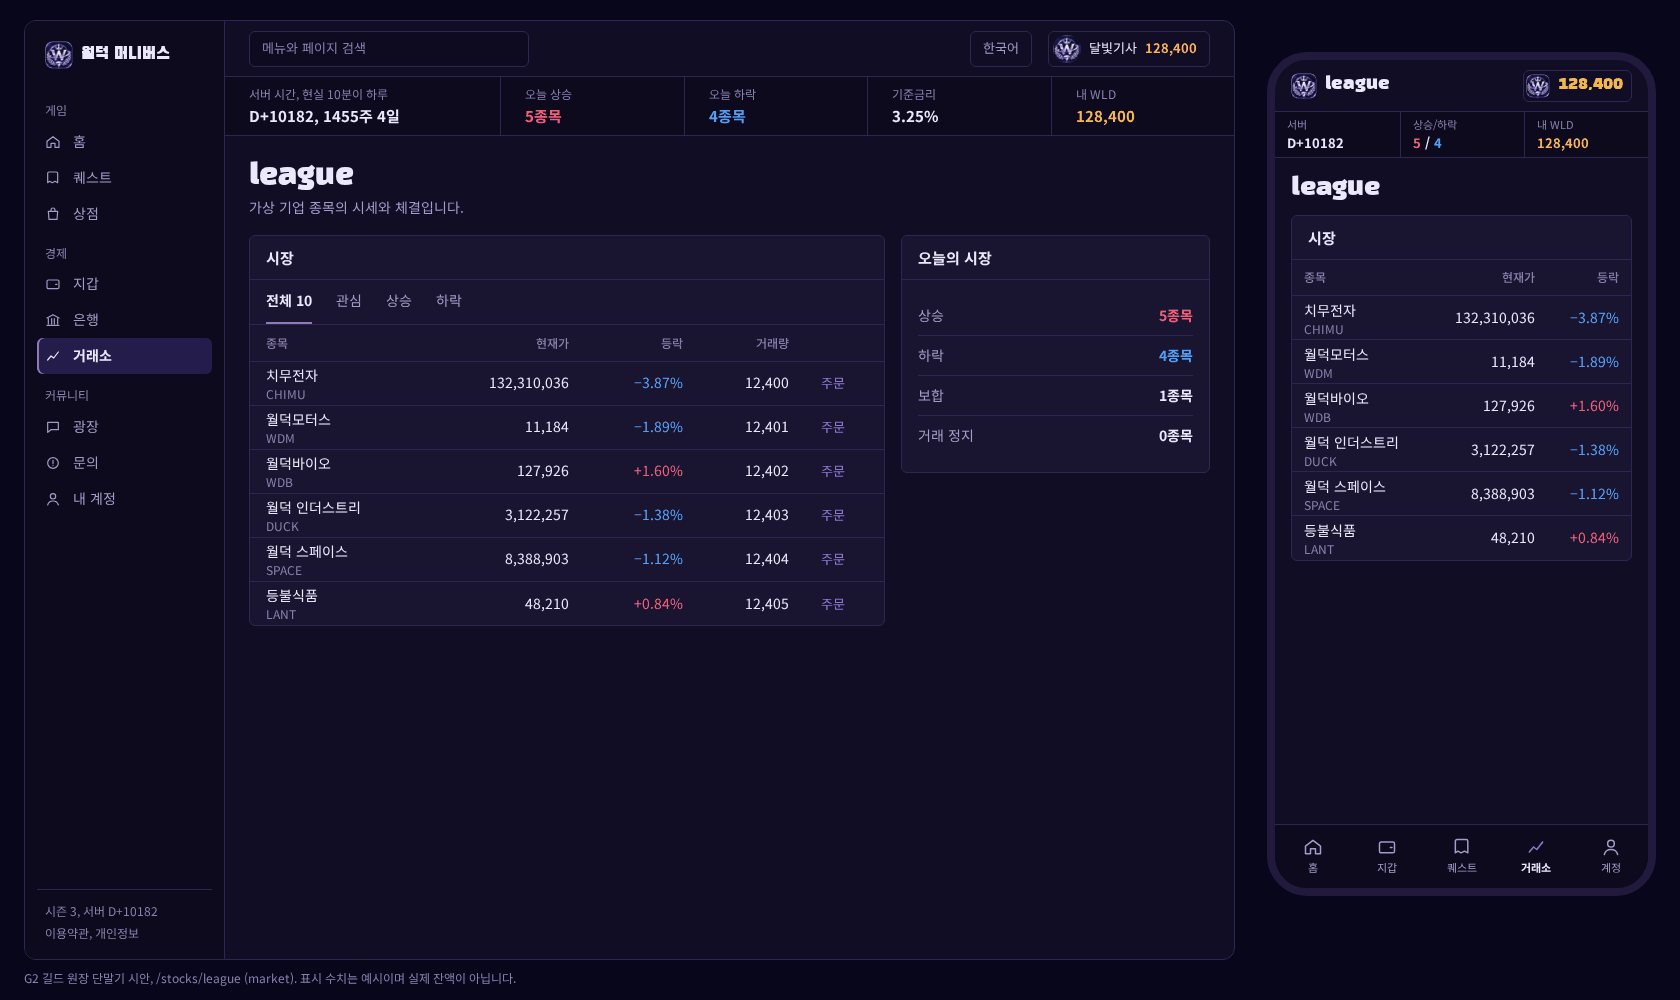 월덕 머니버스
게임
홈
퀘스트
상점
경제
지갑
은행
거래소
커뮤니티
광장
문의
내 계정
시즌 3, 서버 D+10182
이용약관, 개인정보
메뉴와 페이지 검색
한국어
달빛기사 128,400
서버 시간, 현실 10분이 하루
D+10182, 1455주 4일
오늘 상승
5종목
오늘 하락
4종목
기준금리
3.25%
내 WLD
128,400
league
가상 기업 종목의 시세와 체결입니다.
시장
전체 10 관심 상승 하락
종목 현재가 등락 거래량
치무전자 132,310,036 −3.87% 12,400 주문
CHIMU
월덕모터스 11,184 −1.89% 12,401 주문
WDM
월덕바이오 127,926 +1.60% 12,402 주문
WDB
월덕 인더스트리 3,122,257 −1.38% 12,403 주문
DUCK
월덕 스페이스 8,388,903 −1.12% 12,404 주문
SPACE
등불식품 48,210 +0.84% 12,405 주문
LANT
오늘의 시장
상승 5종목
하락 4종목
보합 1종목
거래 정지 0종목
league 128,400
서버
D+10182
상승/하락
5 / 4
내 WLD
128,400
league
시장
종목 현재가 등락
치무전자 132,310,036 −3.87%
CHIMU
월덕모터스 11,184 −1.89%
WDM
월덕바이오 127,926 +1.60%
WDB
월덕 인더스트리 3,122,257 −1.38%
DUCK
월덕 스페이스 8,388,903 −1.12%
SPACE
등불식품 48,210 +0.84%
LANT
홈 지갑 퀘스트 거래소 계정
G2 길드 원장 단말기 시안, /stocks/league (market). 표시 수치는 예시이며 실제 잔액이 아닙니다.